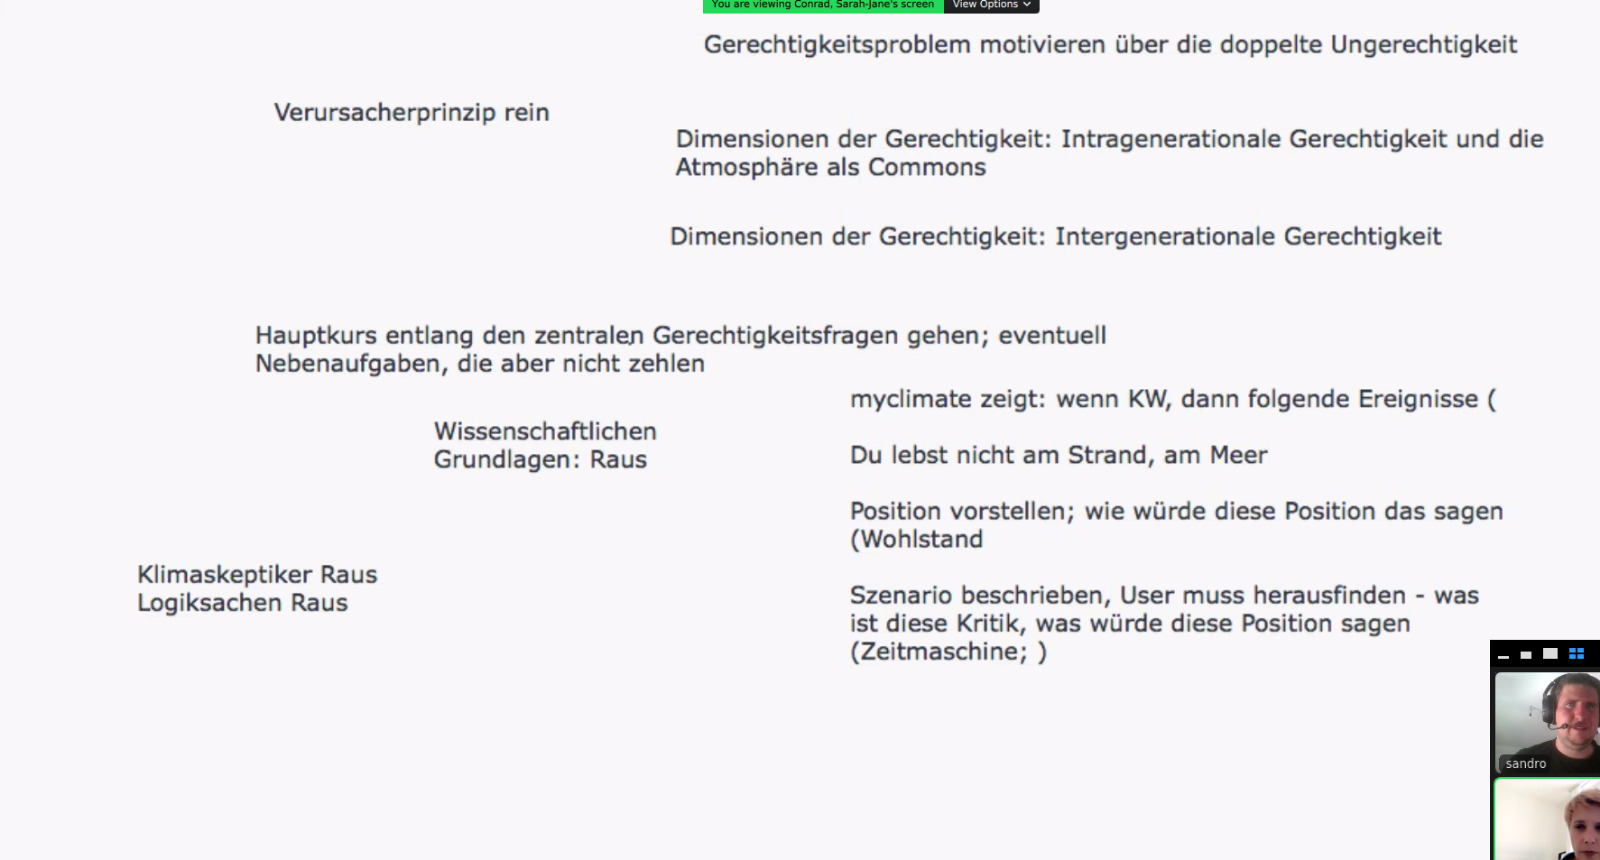 You are viewing Conrad, Sarah-Jane's screen
View Options
Gerechtigkeitsproblem motivieren über die doppelte Ungerechtigkeit
Verursacherprinzip rein
Dimensionen der Gerechtigkeit: Intragenerationale Gerechtigkeit und die
Atmosphäre als Commons
Dimensionen der Gerechtigkeit: Intergenerationale Gerechtigkeit
Hauptkurs entlang den zentralen Gerechtigkeitsfragen gehen; eventuell
Nebenaufgaben, die aber nicht zehlen
myclimate zeigt: wenn KW, dann folgende Ereignisse (
Wissenschaftlichen
Grundlagen: Raus
Du lebst nicht am Strand, am Meer
Position vorstellen; wie würde diese Position das sagen
(Wohlstand
Klimaskeptiker Raus
Logiksachen Raus
Szenario beschrieben, User muss herausfinden - was
ist diese Kritik, was würde diese Position sagen
(Zeitmaschine; )
sandro